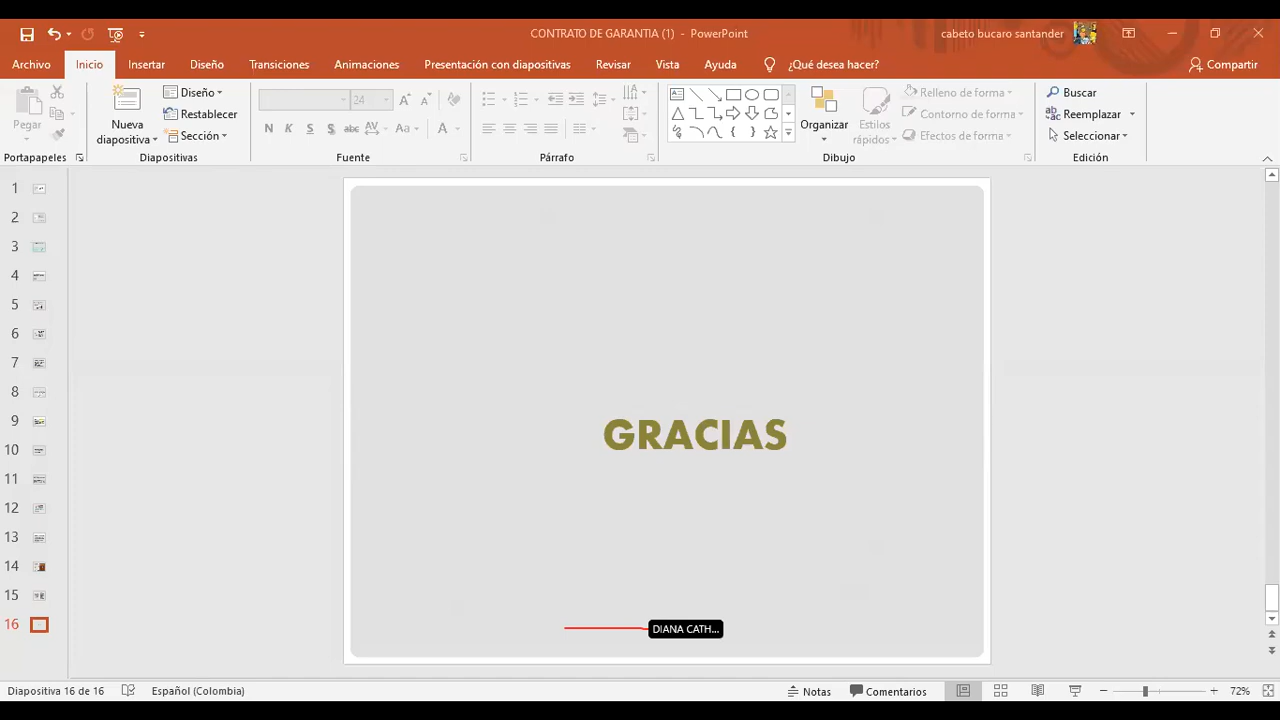 CONTRATO DE GARANTIA (1) - PowerPoint
cabeto bucaro santander
Archivo
Inicio
Insertar
Diseño
Transiciones
Animaciones
Presentación con diapositivas
Revisar
Vista
Ayuda
¿Qué desea hacer?
Compartir
Pegar
Portapapeles
Nueva diapositiva
Diseño
Restablecer
Sección
Diapositivas
24
N K S S abc AV Aa A
Fuente
Párrafo
Organizar
Estilos rápidos
Relleno de forma
Contorno de forma
Efectos de forma
Dibujo
Buscar
Reemplazar
Seleccionar
Edición
1
2
3
4
5
6
7
8
9
10
11
12
13
14
15
16
GRACIAS
DIANA CATH...
Diapositiva 16 de 16
Español (Colombia)
Notas
Comentarios
72%